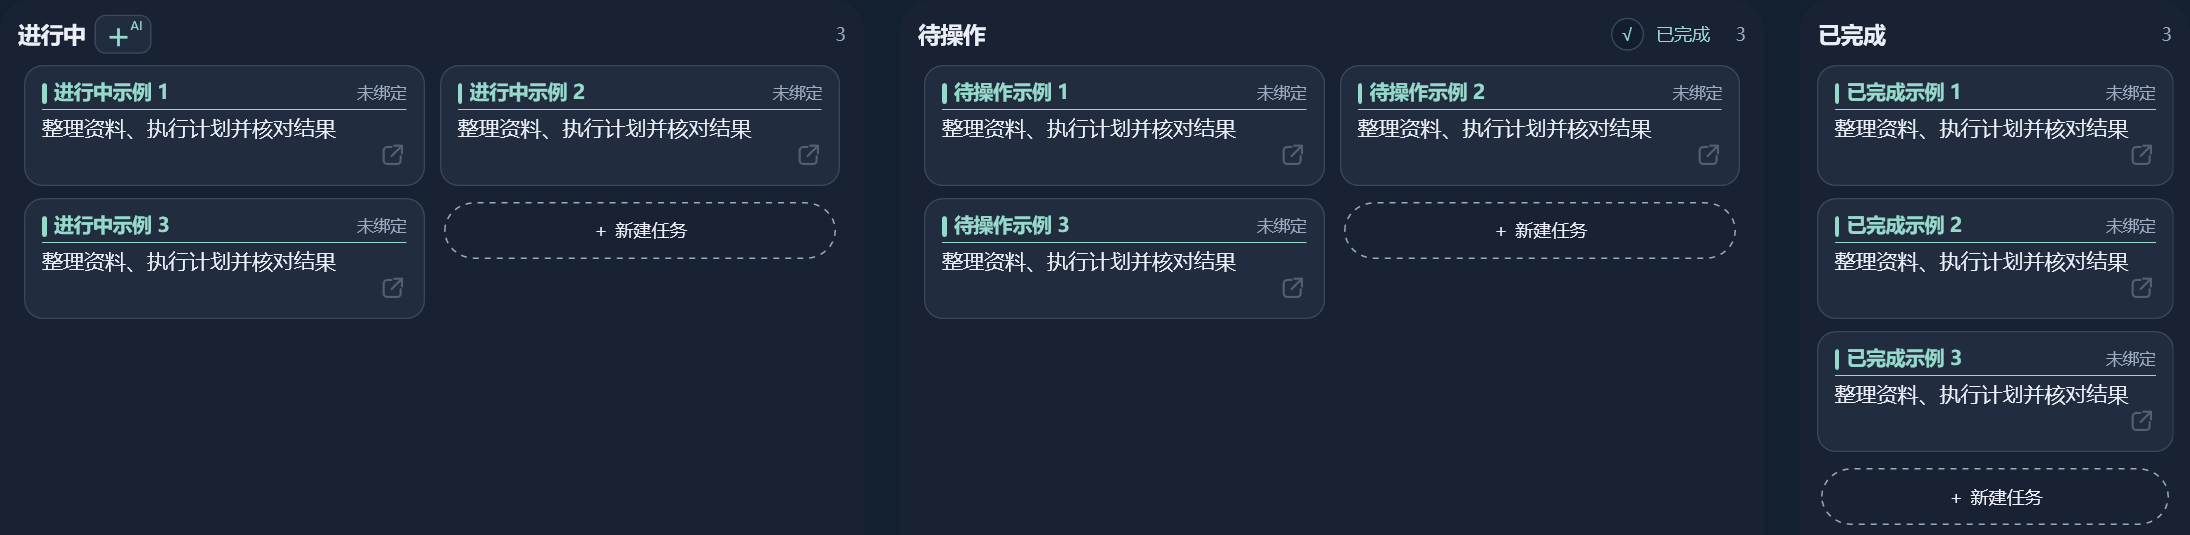 进行中 + AI 3
进行中示例 1 未绑定
整理资料、执行计划并核对结果
进行中示例 2 未绑定
整理资料、执行计划并核对结果
进行中示例 3 未绑定
整理资料、执行计划并核对结果
+ 新建任务
待操作 √ 已完成 3
待操作示例 1 未绑定
整理资料、执行计划并核对结果
待操作示例 2 未绑定
整理资料、执行计划并核对结果
待操作示例 3 未绑定
整理资料、执行计划并核对结果
+ 新建任务
已完成 3
已完成示例 1 未绑定
整理资料、执行计划并核对结果
已完成示例 2 未绑定
整理资料、执行计划并核对结果
已完成示例 3 未绑定
整理资料、执行计划并核对结果
+ 新建任务